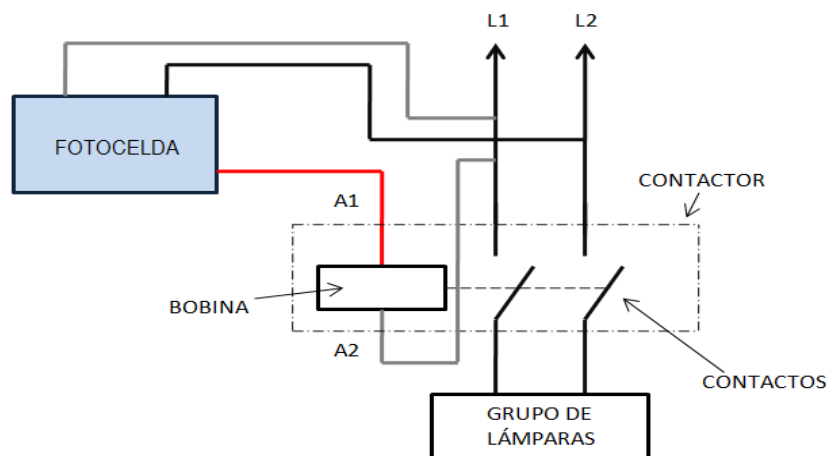 L1
L2
FOTOCELDA
CONTACTOR
A1
BOBINA
A2
CONTACTOS
GRUPO DE
LÁMPARAS